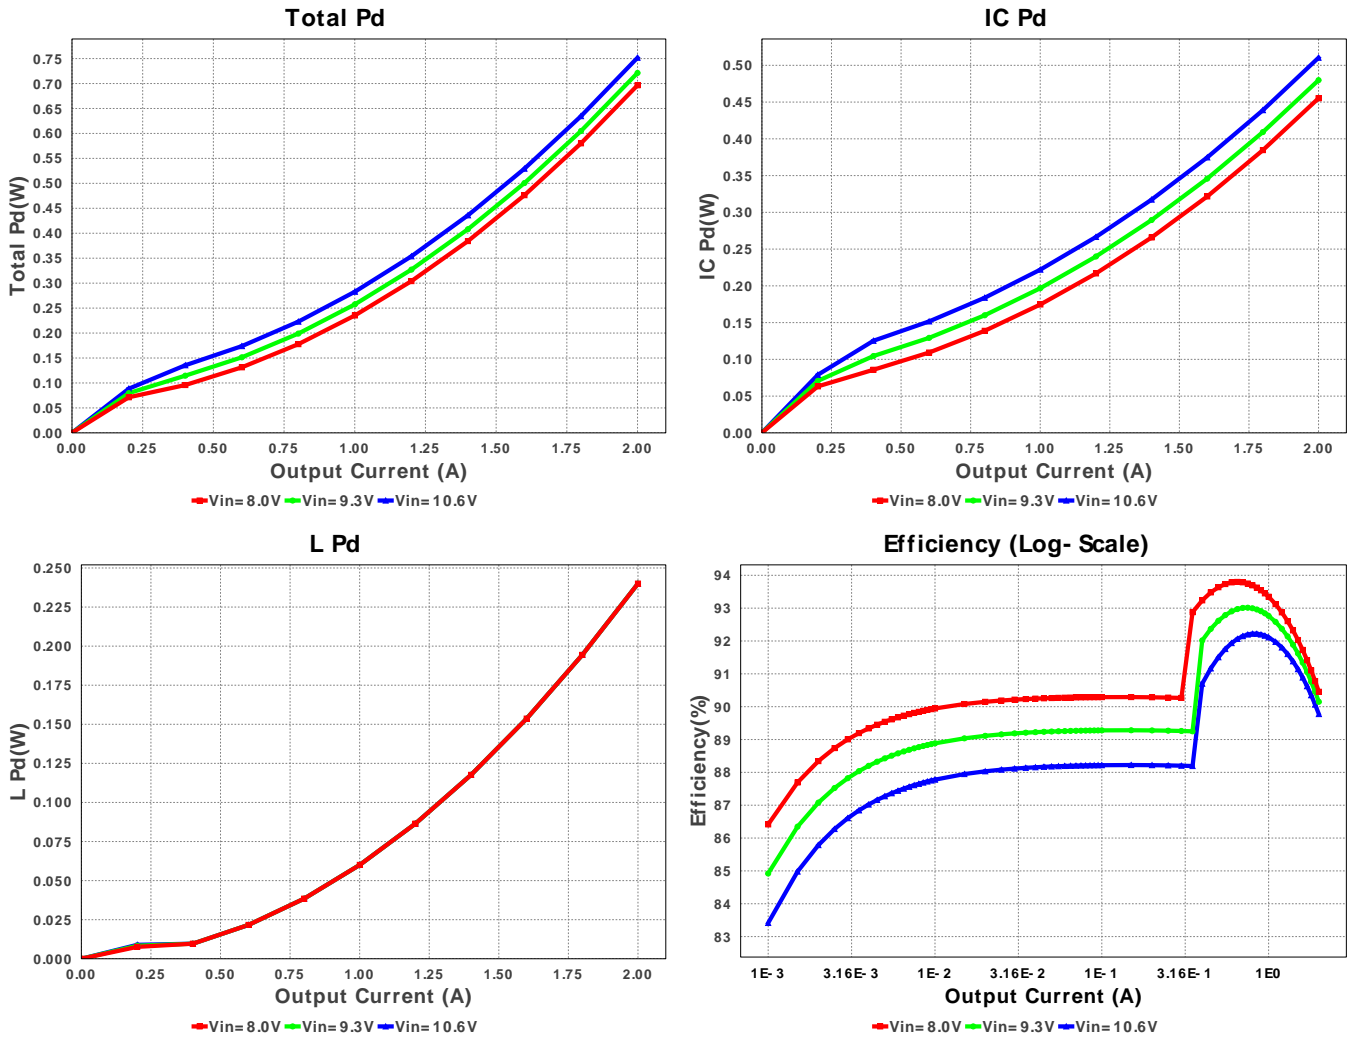 Total Pd
0.75
0.70
0.65
0.60
0.55
0.50
0.45
0.40
0.35
0.30
0.25
0.20
0.15
0.10
0.05
0.00
Total Pd(W)
0.00 0.25 0.50 0.75 1.00 1.25 1.50 1.75 2.00
Output Current (A)
Vin=8.0V Vin=9.3V Vin=10.6V
IC Pd
0.50
0.45
0.40
0.35
0.30
0.25
0.20
0.15
0.10
0.05
0.00
IC Pd(W)
0.00 0.25 0.50 0.75 1.00 1.25 1.50 1.75 2.00
Output Current (A)
Vin=8.0V Vin=9.3V Vin=10.6V
L Pd
0.250
0.225
0.200
0.175
0.150
0.125
0.100
0.075
0.050
0.025
0.000
L Pd(W)
0.00 0.25 0.50 0.75 1.00 1.25 1.50 1.75 2.00
Output Current (A)
Vin=8.0V Vin=9.3V Vin=10.6V
Efficiency (Log-Scale)
94
93
92
91
90
89
88
87
86
85
84
83
Efficiency(%)
1E-3 3.16E-3 1E-2 3.16E-2 1E-1 3.16E-1 1E0
Output Current (A)
Vin=8.0V Vin=9.3V Vin=10.6V